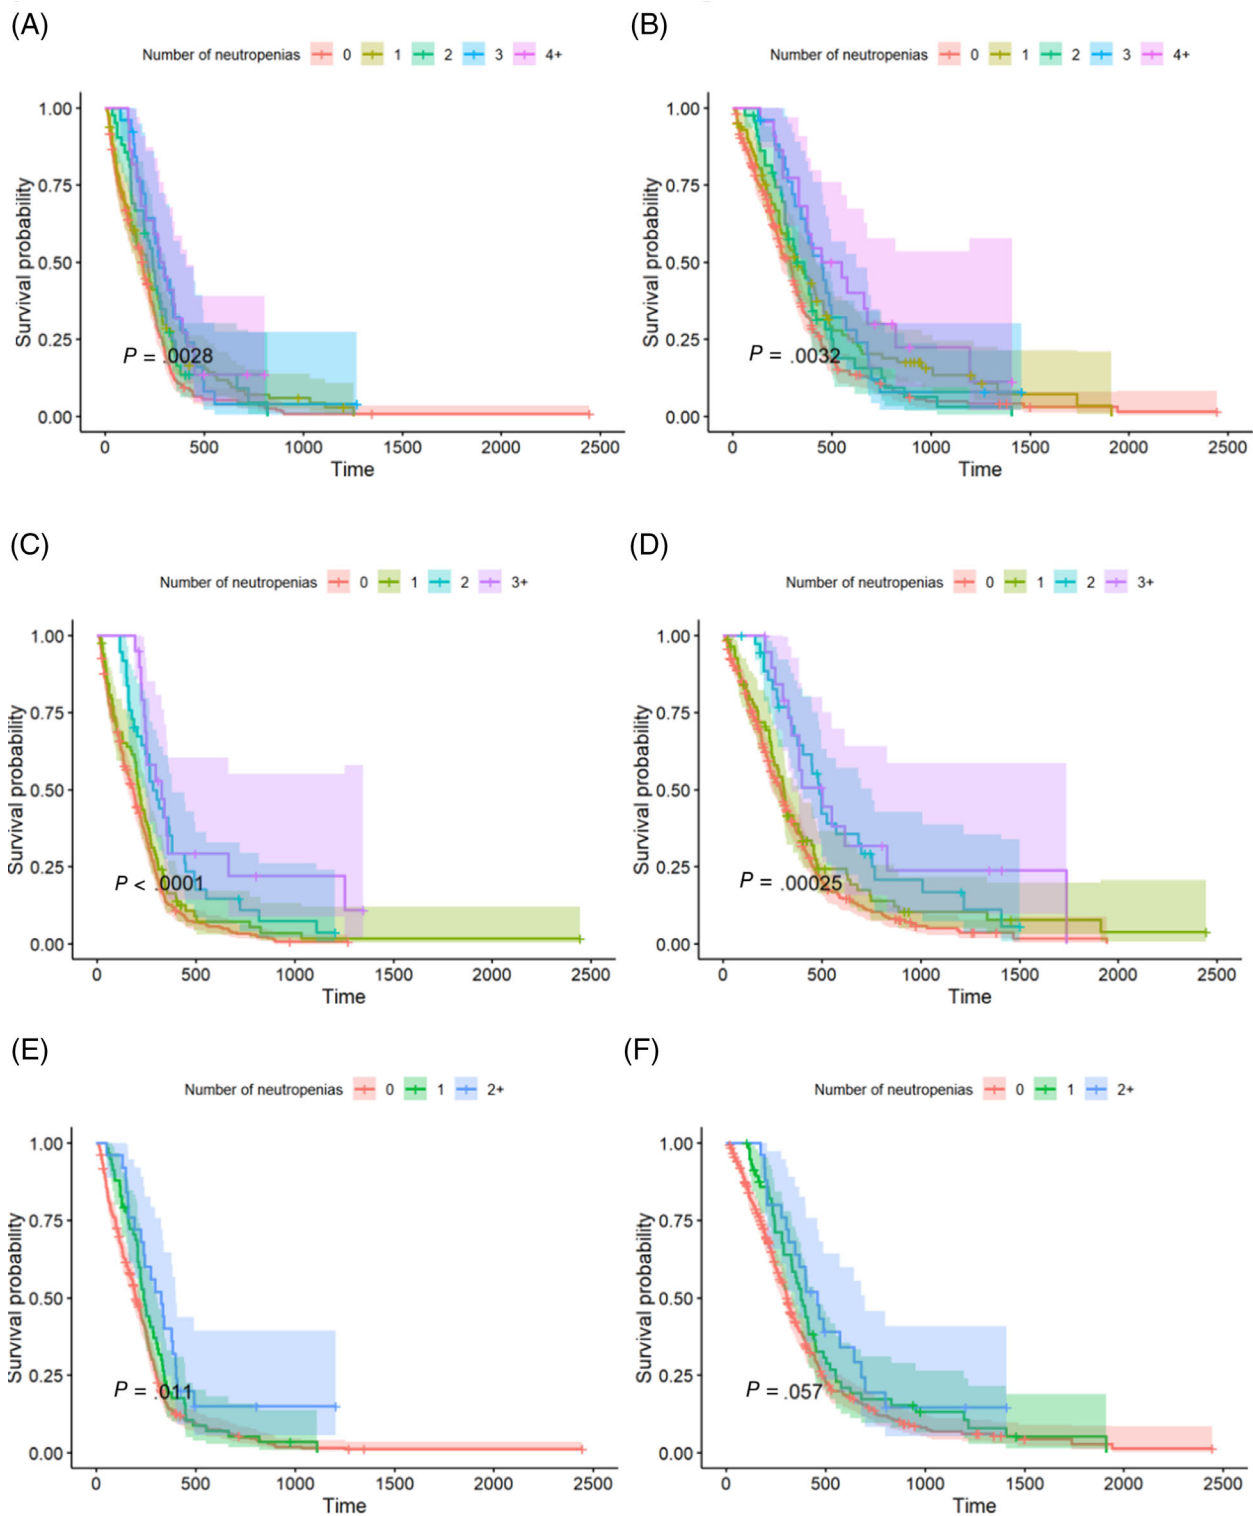 (A)
Number of neutropenias 0 1 2 3 4+
1.00
0.75
0.50
0.25
0.00
Survival probability
P = .0028
0 500 1000 1500 2000 2500
Time
(B)
Number of neutropenias 0 1 2 3 4+
1.00
0.75
0.50
0.25
0.00
Survival probability
P = .0032
0 500 1000 1500 2000 2500
Time
(C)
Number of neutropenias 0 1 2 3+
1.00
0.75
0.50
0.25
0.00
Survival probability
P < .0001
0 500 1000 1500 2000 2500
Time
(D)
Number of neutropenias 0 1 2 3+
1.00
0.75
0.50
0.25
0.00
Survival probability
P = .00025
0 500 1000 1500 2000 2500
Time
(E)
Number of neutropenias 0 1 2+
1.00
0.75
0.50
0.25
0.00
Survival probability
P = .011
0 500 1000 1500 2000 2500
Time
(F)
Number of neutropenias 0 1 2+
1.00
0.75
0.50
0.25
0.00
Survival probability
P = .057
0 500 1000 1500 2000 2500
Time